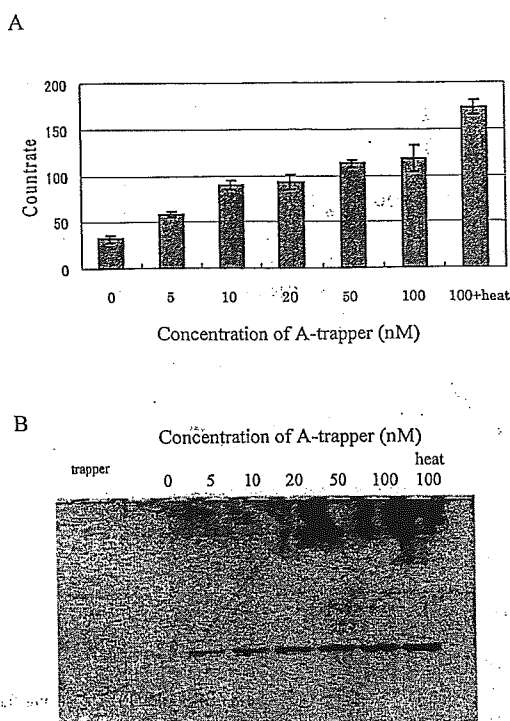 A
200
150
100
50
0
Countrate
0 5 10 20 50 100 100+heat
Concentration of A-trapper (nM)
B
Concentration of A-trapper (nM)
heat
trapper
0 5 10 20 50 100 100